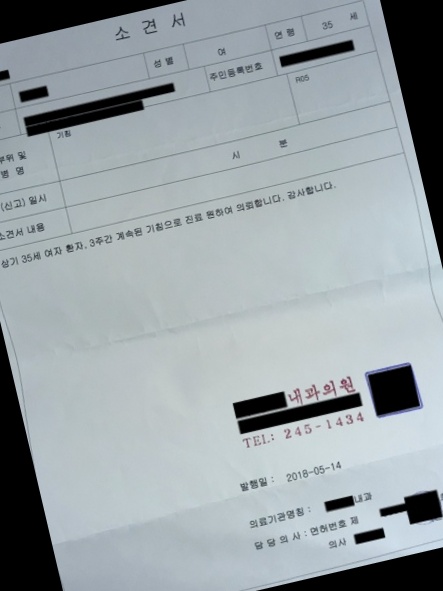 소 견 서
성 별 여 연 령 35 세
주민등록번호
기침 R05
부위 및
병 명
(신고) 일시 시 분
소견서 내용
상기 35세 여자 환자, 3주간 계속된 기침으로 진료 원하여 의뢰합니다. 감사합니다.
내과의원
TEL: 245-1434
발행일 : 2018-05-14
의료기관명칭 : 내과
담 당 의 사 : 면허번호 제
의사